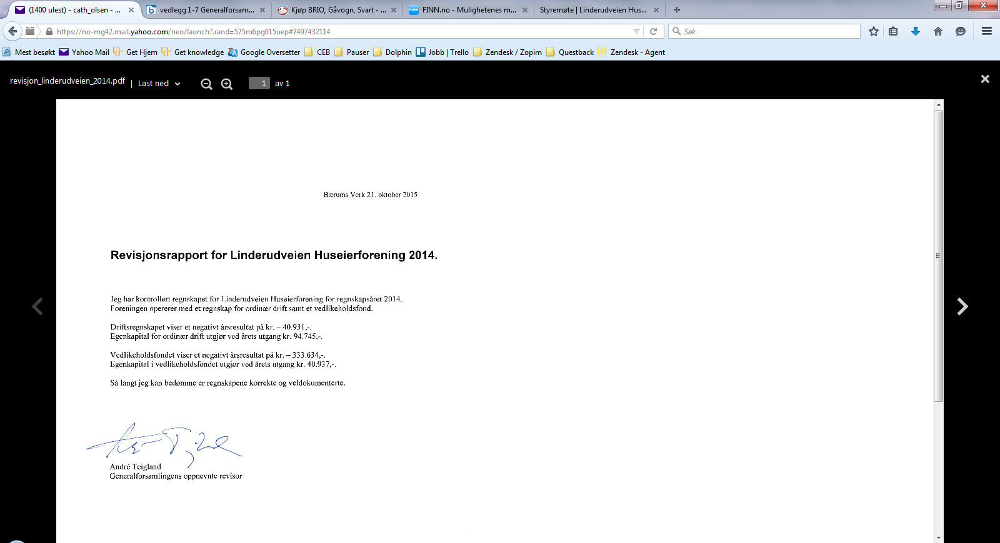 (1400 ulest) - cath_olsen - ...
vedlegg 1-7 Generalforsam...
Kjøp BRIO, Gåvogn, Svart - ...
FINN.no - Mulighetenes m...
Styremøte | Linderudveien Hus...
https://no-mg42.mail.yahoo.com/neo/launch?.rand=575m6pg015uep#7497432114
Søk
Mest besøkt
Yahoo Mail
Get Hjem
Get knowledge
Google Oversetter
CEB
Pauser
Dolphin
Jobb | Trello
Zendesk / Zopim
Questback
Zendesk - Agent
revisjon_linderudveien_2014.pdf | Last ned
1 av 1
Bærums Verk 21. oktober 2015
Revisjonsrapport for Linderudveien Huseierforening 2014.
Jeg har kontrollert regnskapet for Linderudveien Huseierforening for regnskapsåret 2014.
Foreningen opererer med et regnskap for ordinær drift samt et vedlikeholdsfond.
Driftsregnskapet viser et negativt årsresultat på kr. – 40.931,-.
Egenkapital for ordinær drift utgjør ved årets utgang kr. 94.745,-.
Vedlikeholdsfondet viser et negativt årsresultat på kr. – 333.634,-.
Egenkapital i vedlikeholdsfondet utgjør ved årets utgang kr. 40.937,-.
Så langt jeg kan bedømme er regnskapene korrekte og veldokumenterte.
André Teigland
Generalforsamlingens oppnevnte revisor